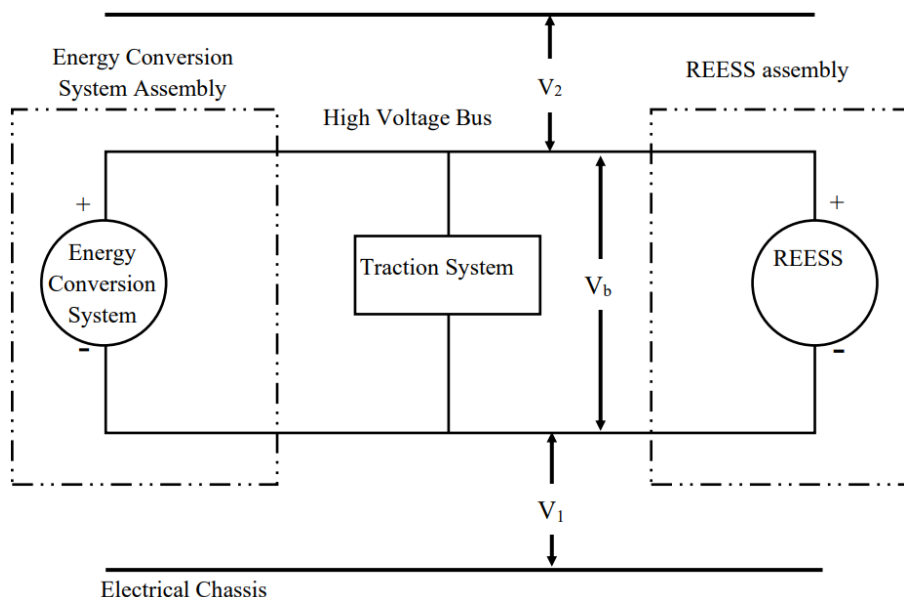 Energy Conversion
System Assembly
REESS assembly
V₂
High Voltage Bus
+
+
Energy
Conversion
System
Traction System
REESS
V_b
-
-
V₁
Electrical Chassis